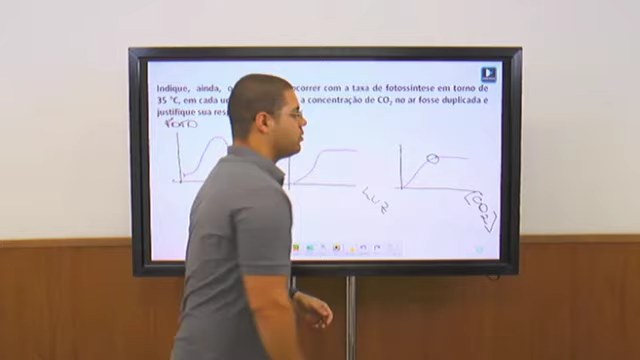 Indique, ainda, o ocorrer com a taxa de fotossíntese em torno de
35 °C, em cada a concentração de CO₂ no ar fosse duplicada e
justifique sua res
FOTO
LUZ
[CO₂]